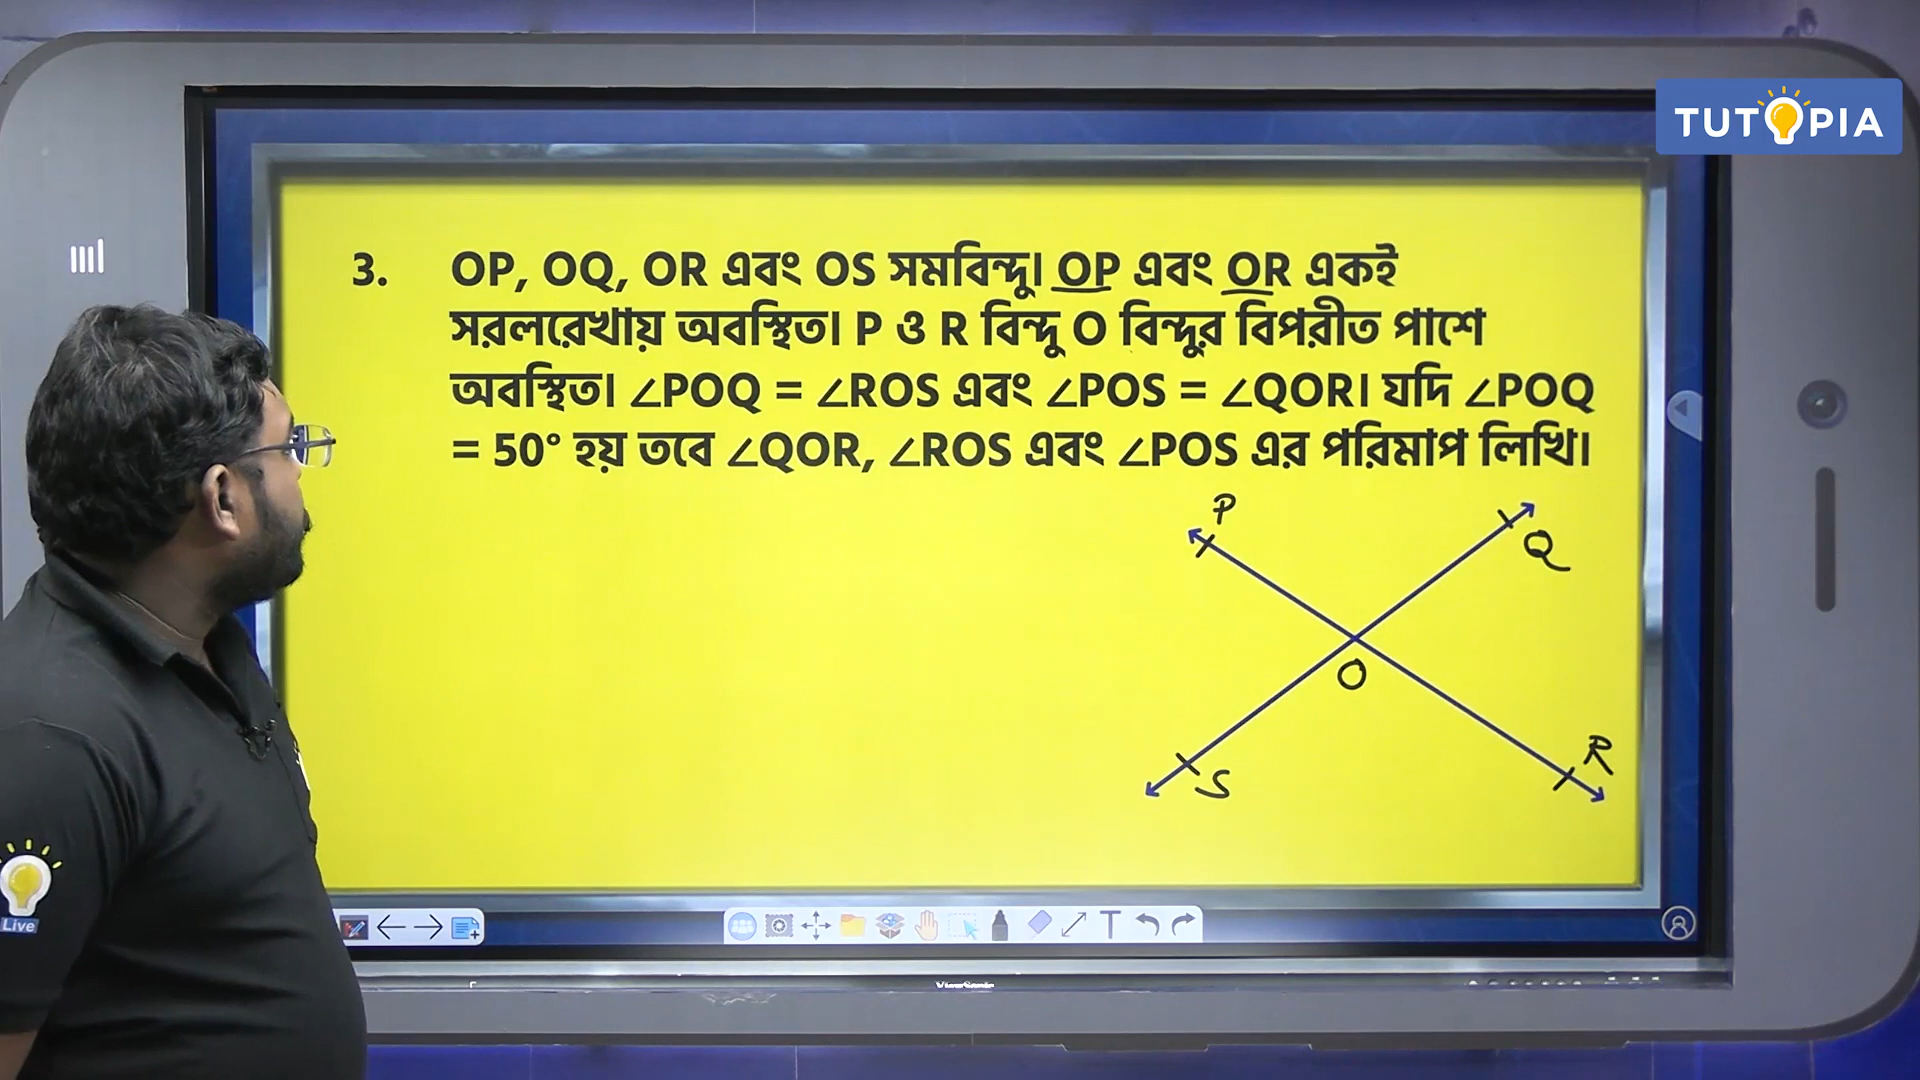 TUTOPIA
3. OP, OQ, OR এবং OS সমবিন্দু। OP এবং OR একই
সরলরেখায় অবস্থিত। P ও R বিন্দু O বিন্দুর বিপরীত পাশে
অবস্থিত। ∠POQ = ∠ROS এবং ∠POS = ∠QOR। যদি ∠POQ
= 50° হয় তবে ∠QOR, ∠ROS এবং ∠POS এর পরিমাপ লিখি।
P
Q
O
R
S
Live
T
ViewSonic